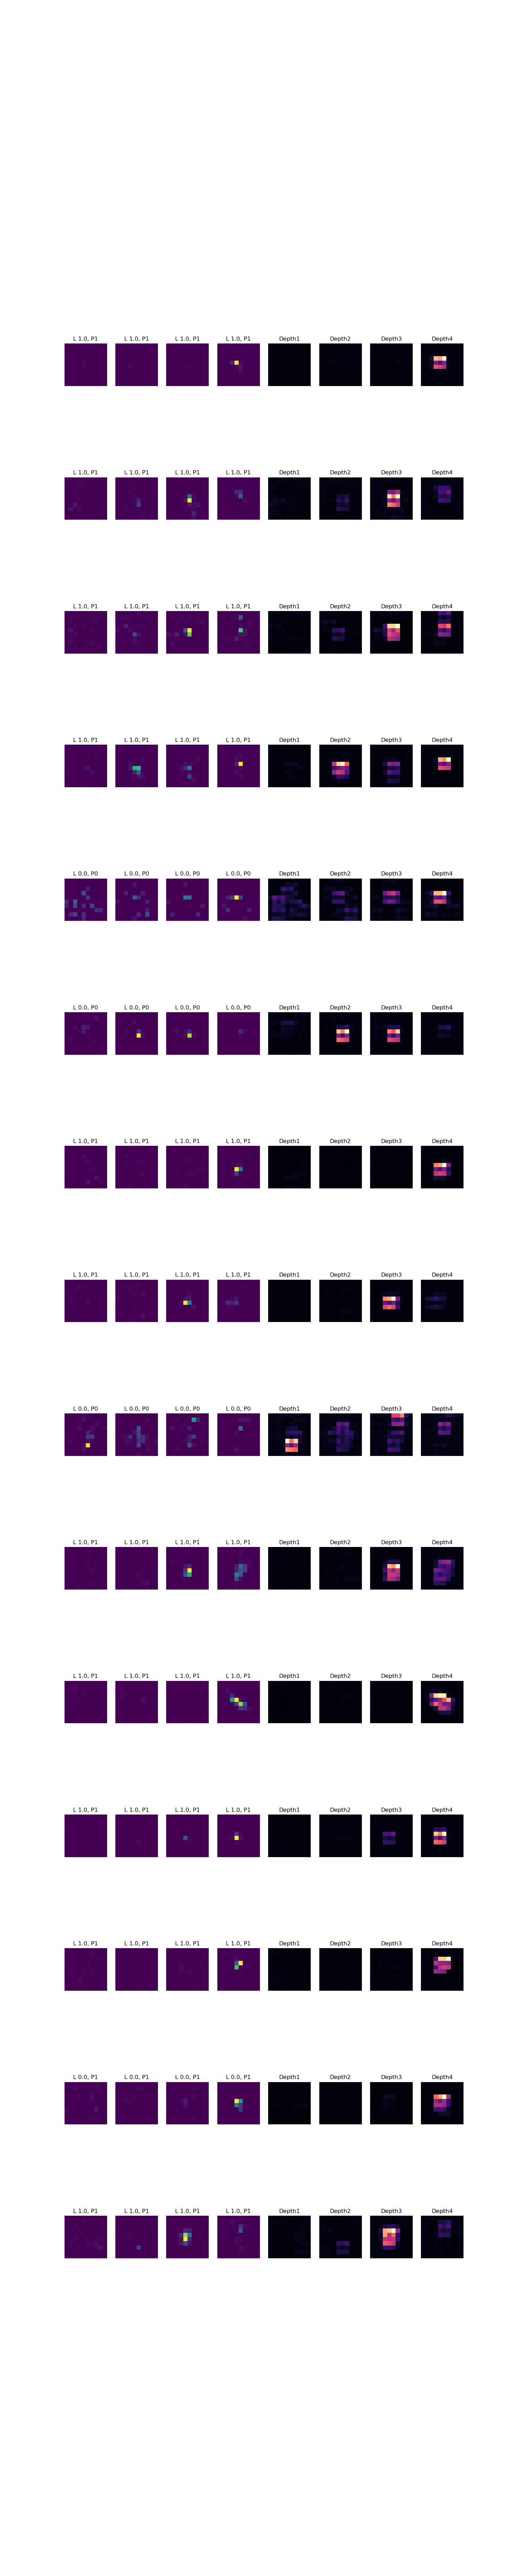 L 1.0, P1 L 1.0, P1 L 1.0, P1 L 1.0, P1 Depth1 Depth2 Depth3 Depth4
L 1.0, P1 L 1.0, P1 L 1.0, P1 L 1.0, P1 Depth1 Depth2 Depth3 Depth4
L 1.0, P1 L 1.0, P1 L 1.0, P1 L 1.0, P1 Depth1 Depth2 Depth3 Depth4
L 1.0, P1 L 1.0, P1 L 1.0, P1 L 1.0, P1 Depth1 Depth2 Depth3 Depth4
L 0.0, P0 L 0.0, P0 L 0.0, P0 L 0.0, P0 Depth1 Depth2 Depth3 Depth4
L 0.0, P0 L 0.0, P0 L 0.0, P0 L 0.0, P0 Depth1 Depth2 Depth3 Depth4
L 1.0, P1 L 1.0, P1 L 1.0, P1 L 1.0, P1 Depth1 Depth2 Depth3 Depth4
L 1.0, P1 L 1.0, P1 L 1.0, P1 L 1.0, P1 Depth1 Depth2 Depth3 Depth4
L 0.0, P0 L 0.0, P0 L 0.0, P0 L 0.0, P0 Depth1 Depth2 Depth3 Depth4
L 1.0, P1 L 1.0, P1 L 1.0, P1 L 1.0, P1 Depth1 Depth2 Depth3 Depth4
L 1.0, P1 L 1.0, P1 L 1.0, P1 L 1.0, P1 Depth1 Depth2 Depth3 Depth4
L 1.0, P1 L 1.0, P1 L 1.0, P1 L 1.0, P1 Depth1 Depth2 Depth3 Depth4
L 1.0, P1 L 1.0, P1 L 1.0, P1 L 1.0, P1 Depth1 Depth2 Depth3 Depth4
L 0.0, P1 L 0.0, P1 L 0.0, P1 L 0.0, P1 Depth1 Depth2 Depth3 Depth4
L 1.0, P1 L 1.0, P1 L 1.0, P1 L 1.0, P1 Depth1 Depth2 Depth3 Depth4